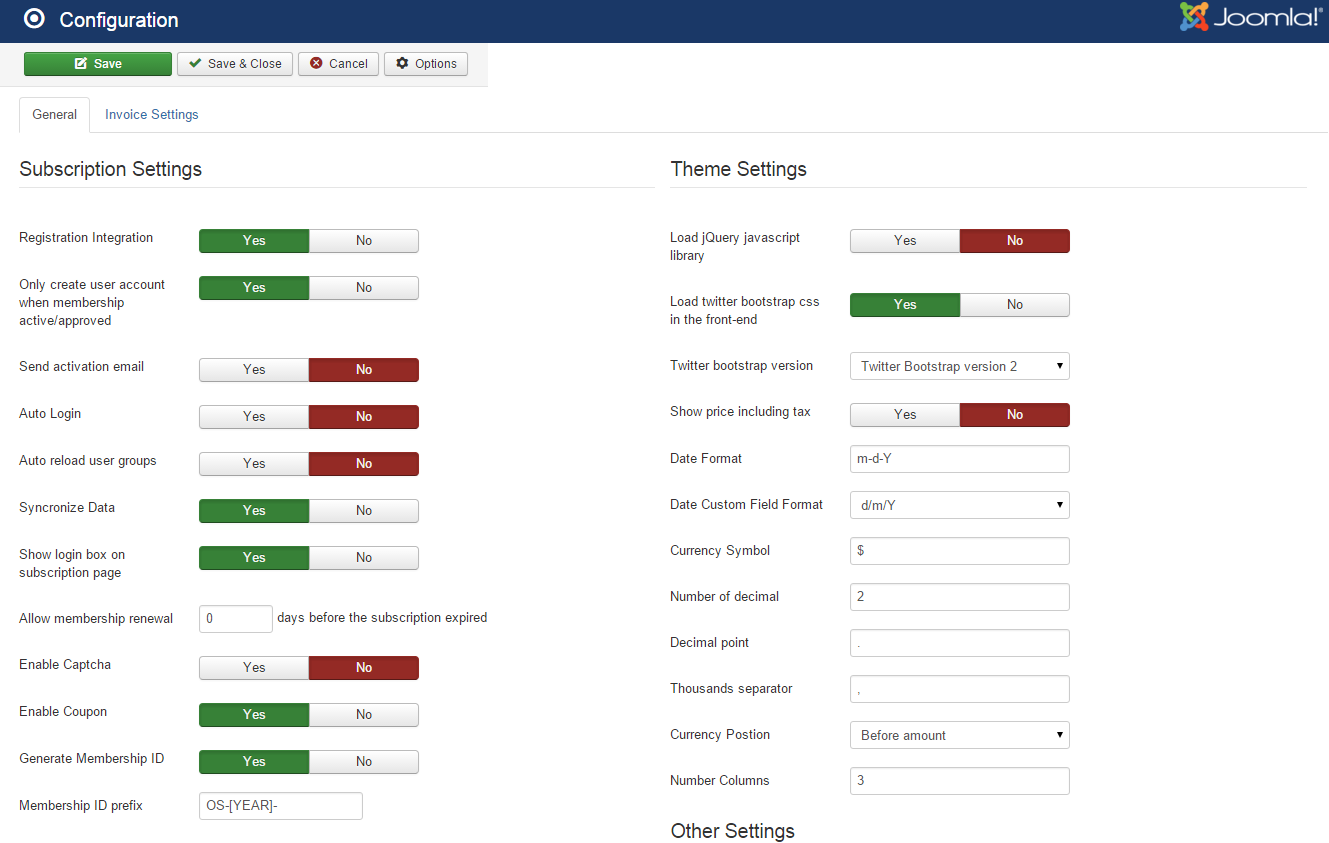 Configuration
Joomla!®
Save
Save & Close
Cancel
Options
General
Invoice Settings
Subscription Settings
Registration Integration
Yes No
Only create user account
when membership
active/approved
Yes No
Send activation email
Yes No
Auto Login
Yes No
Auto reload user groups
Yes No
Syncronize Data
Yes No
Show login box on
subscription page
Yes No
Allow membership renewal
0 days before the subscription expired
Enable Captcha
Yes No
Enable Coupon
Yes No
Generate Membership ID
Yes No
Membership ID prefix
OS-[YEAR]-
Theme Settings
Load jQuery javascript
library
Yes No
Load twitter bootstrap css
in the front-end
Yes No
Twitter bootstrap version
Twitter Bootstrap version 2
Show price including tax
Yes No
Date Format
m-d-Y
Date Custom Field Format
d/m/Y
Currency Symbol
$
Number of decimal
2
Decimal point
.
Thousands separator
,
Currency Postion
Before amount
Number Columns
3
Other Settings